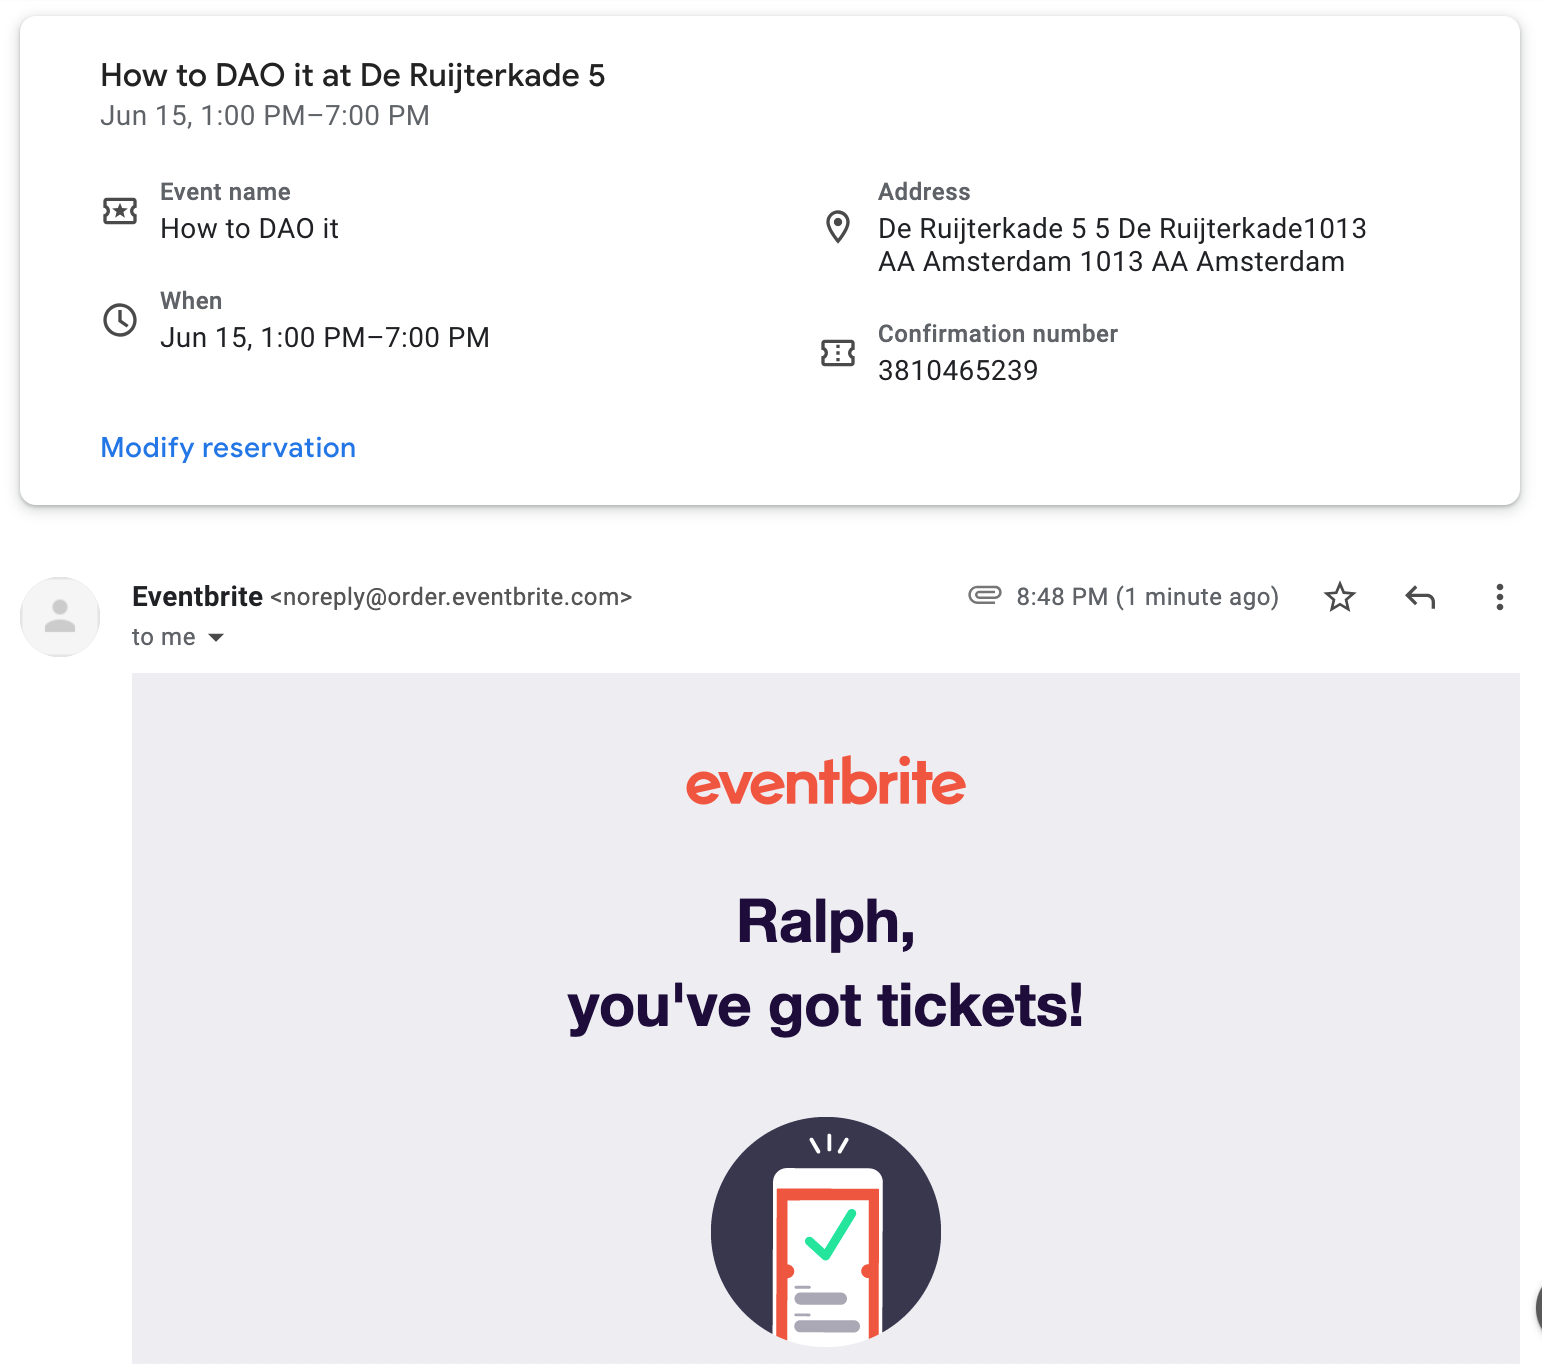 How to DAO it at De Ruijterkade 5
Jun 15, 1:00 PM–7:00 PM
Event name
How to DAO it
When
Jun 15, 1:00 PM–7:00 PM
Address
De Ruijterkade 5 5 De Ruijterkade1013
AA Amsterdam 1013 AA Amsterdam
Confirmation number
3810465239
Modify reservation
Eventbrite <noreply@order.eventbrite.com>
8:48 PM (1 minute ago)
to me
eventbrite
Ralph,
you've got tickets!